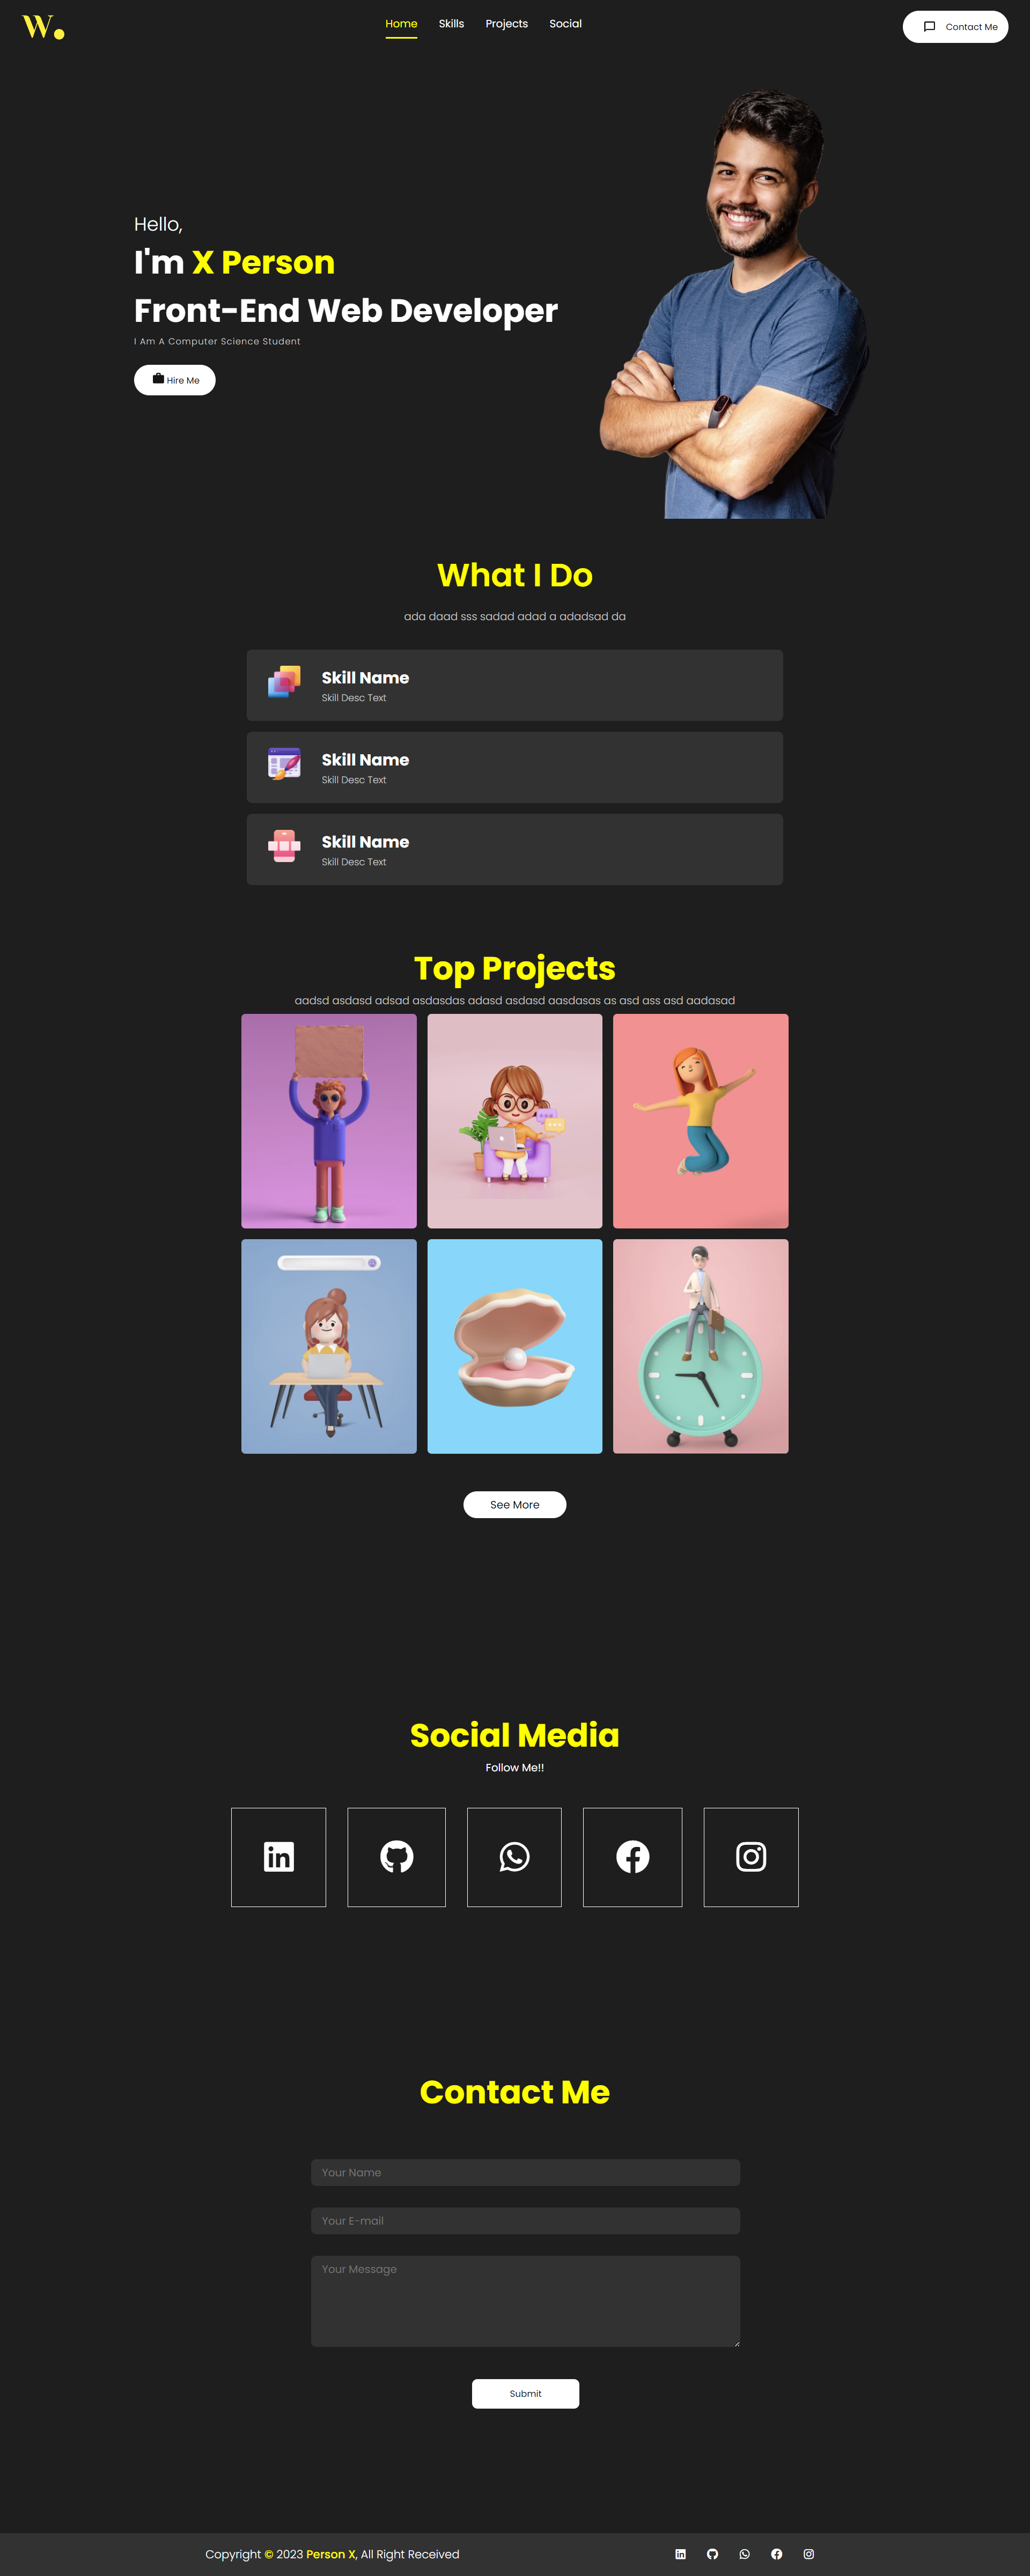 W.
Home Skills Projects Social
Contact Me
Hello,
I'm X Person
Front-End Web Developer
I Am A Computer Science Student
Hire Me
What I Do
ada daad sss sadad adad a adadsad da
Skill Name
Skill Desc Text
Skill Name
Skill Desc Text
Skill Name
Skill Desc Text
Top Projects
aadsd asdasd adsad asdasdas adasd asdasd aasdasas as asd ass asd aadasad
See More
Social Media
Follow Me!!
Contact Me
Your Name
Your E-mail
Your Message
Submit
Copyright © 2023 Person X, All Right Received